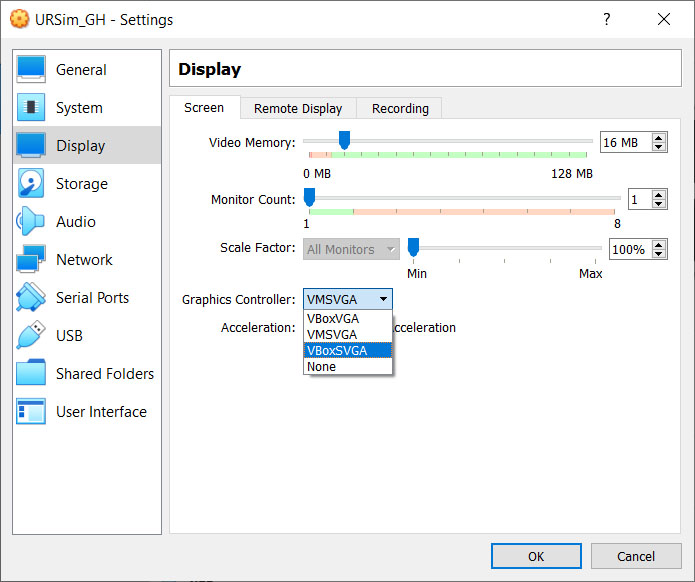 URSim_GH - Settings
?
General
System
Display
Storage
Audio
Network
Serial Ports
USB
Shared Folders
User Interface
Display
Screen
Remote Display
Recording
Video Memory:
16 MB
0 MB
128 MB
Monitor Count:
1
1
8
Scale Factor:
All Monitors
100%
Min
Max
Graphics Controller:
VMSVGA
VBoxVGA
VMSVGA
VBoxSVGA
None
Acceleration:
Acceleration
OK
Cancel